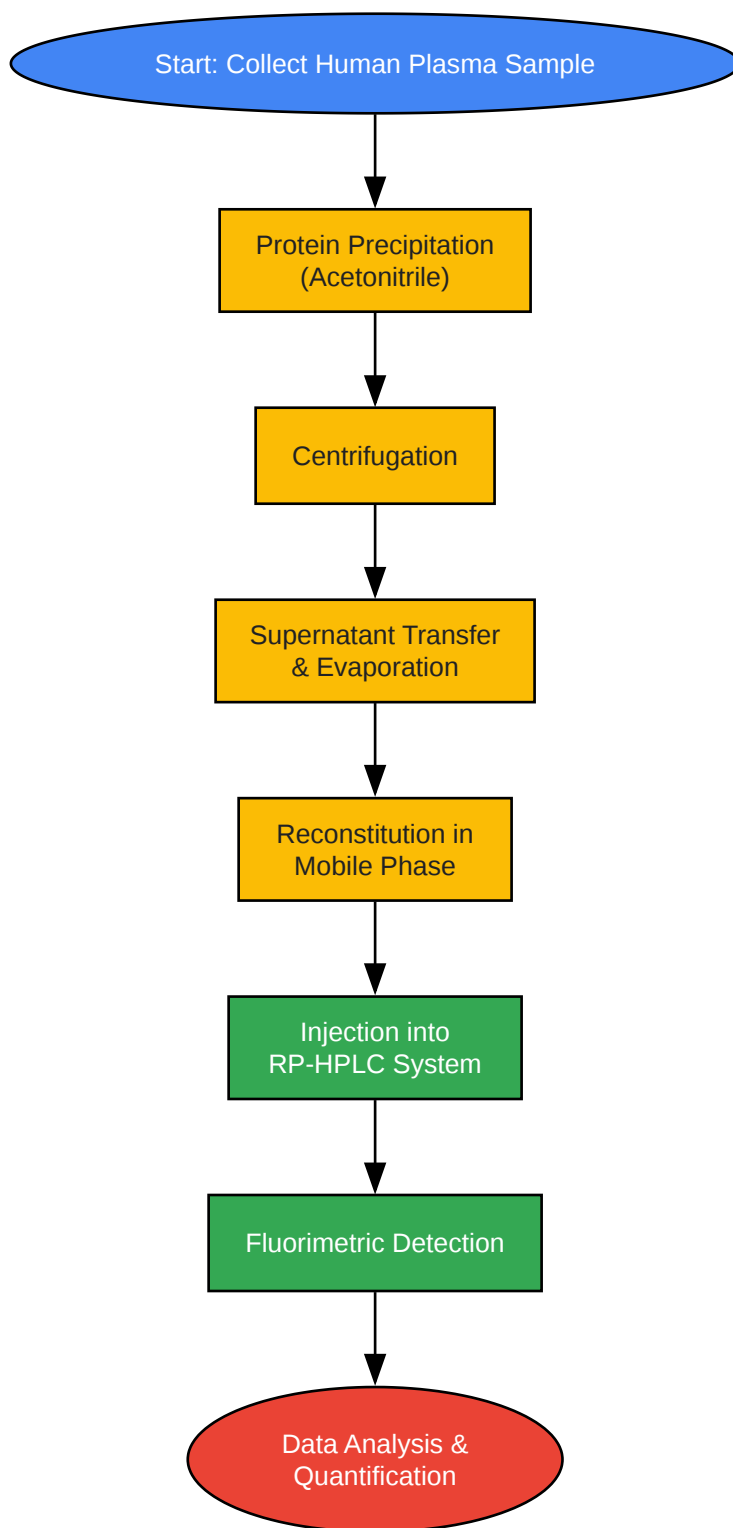 Start: Collect Human Plasma Sample
Protein Precipitation
(Acetonitrile)
Centrifugation
Supernatant Transfer
& Evaporation
Reconstitution in
Mobile Phase
Injection into
RP-HPLC System
Fluorimetric Detection
Data Analysis &
Quantification